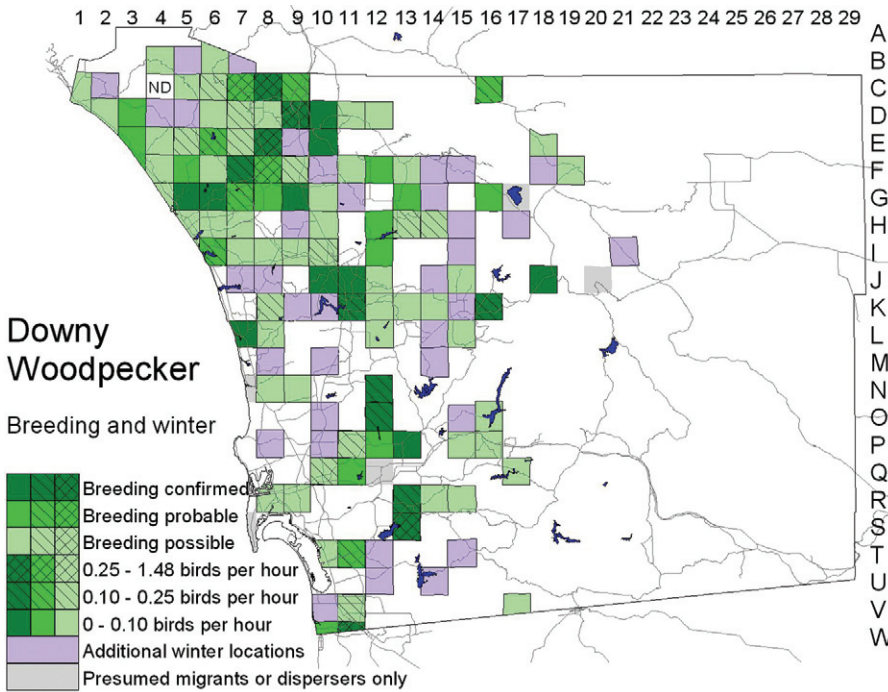 1 2 3 4 5 6 7 8 9 10 11 12 13 14 15 16 17 18 19 20 21 22 23 24 25 26 27 28 29
A
B
C
D
E
F
G
H
I
J
K
L
M
N
O
P
Q
R
S
T
U
V
W
ND
Downy
Woodpecker
Breeding and winter
Breeding confirmed
Breeding probable
Breeding possible
0.25 - 1.48 birds per hour
0.10 - 0.25 birds per hour
0 - 0.10 birds per hour
Additional winter locations
Presumed migrants or dispersers only